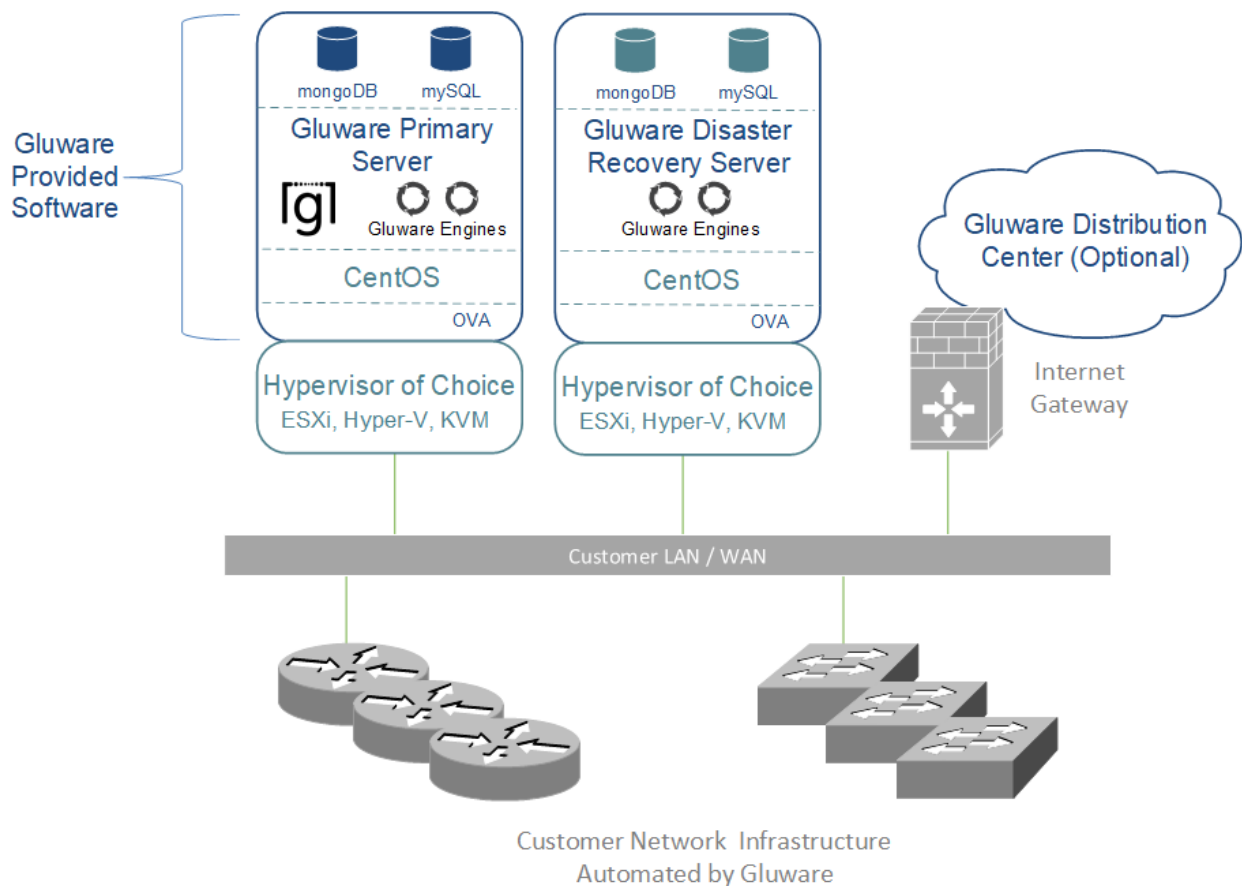 mongoDB
mySQL
Gluware Primary
Server
[g]
Gluware Engines
CentOS
OVA
Hypervisor of Choice
ESXi, Hyper-V, KVM
mongoDB
mySQL
Gluware Disaster
Recovery Server
Gluware Engines
CentOS
OVA
Hypervisor of Choice
ESXi, Hyper-V, KVM
Gluware
Provided
Software
Gluware Distribution
Center (Optional)
Internet
Gateway
Customer LAN / WAN
Customer Network Infrastructure
Automated by Gluware